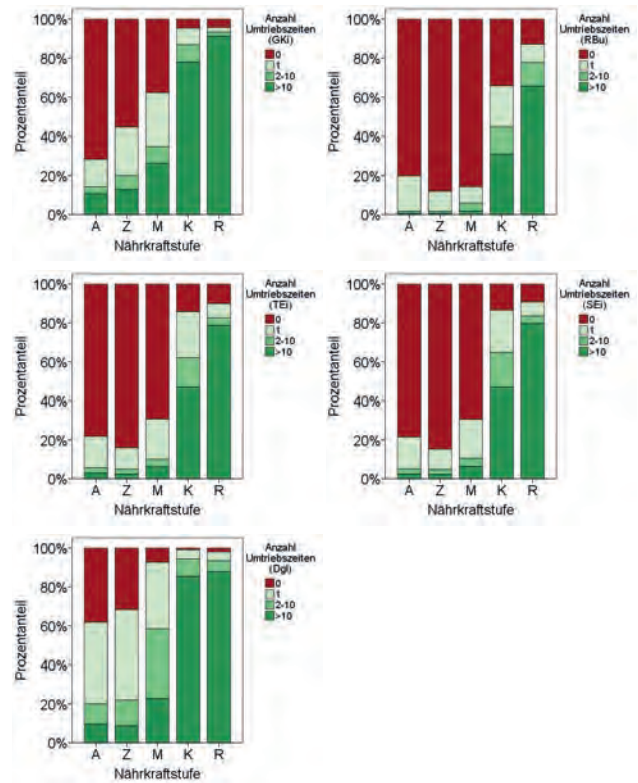 Anzahl
Umtriebszeiten
(GKi)
0
1
2-10
>10
Prozentanteil
100%
80%
60%
40%
20%
0%
A Z M K R
Nährkraftstufe
Anzahl
Umtriebszeiten
(RBu)
0
1
2-10
>10
Prozentanteil
100%
80%
60%
40%
20%
0%
A Z M K R
Nährkraftstufe
Anzahl
Umtriebszeiten
(TEi)
0
1
2-10
>10
Prozentanteil
100%
80%
60%
40%
20%
0%
A Z M K R
Nährkraftstufe
Anzahl
Umtriebszeiten
(SEi)
0
1
2-10
>10
Prozentanteil
100%
80%
60%
40%
20%
0%
A Z M K R
Nährkraftstufe
Anzahl
Umtriebszeiten
(Dgl)
0
1
2-10
>10
Prozentanteil
100%
80%
60%
40%
20%
0%
A Z M K R
Nährkraftstufe